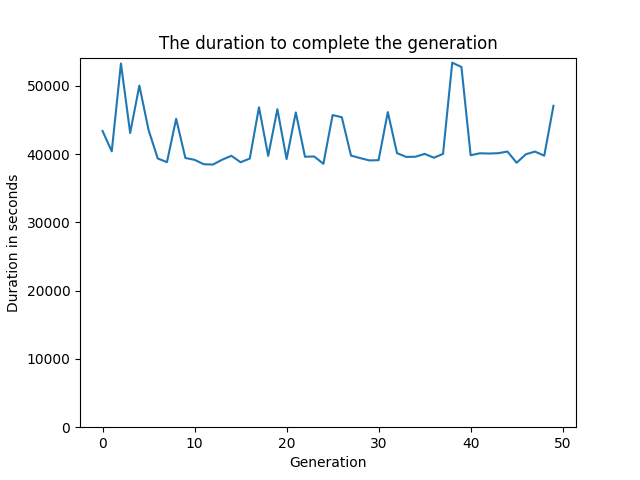 The duration to complete the generation
Duration in seconds
50000
40000
30000
20000
10000
0
0 10 20 30 40 50
Generation